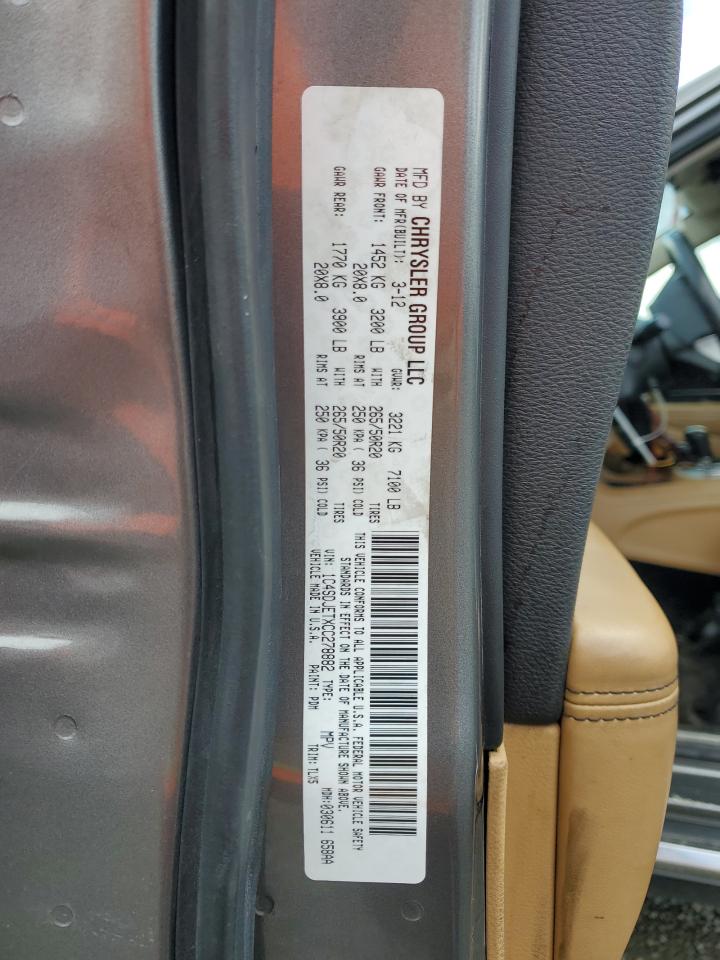 MFD BY CHRYSLER GROUP LLC
DATE OF MFR(BUILT): 3-12 GVWR: 3221 KG 7100 LB
GAWR FRONT: 1452 KG 3200 LB WITH 265/50R20 TIRES
20X8.0 RIMS AT 250 KPA ( 36 PSI) COLD
GAWR REAR: 1770 KG 3900 LB WITH 265/50R20 TIRES
20X8.0 RIMS AT 250 KPA ( 36 PSI) COLD
THIS VEHICLE CONFORMS TO ALL APPLICABLE U.S.A. FEDERAL MOTOR VEHICLE SAFETY
STANDARDS IN EFFECT ON THE DATE OF MANUFACTURE SHOWN ABOVE.
VIN: 1C4SDJETXCC278882 TYPE: MPV MDH:030611 658AA
VEHICLE MADE IN U.S.A. PAINT: PDM TRIM: TLX5